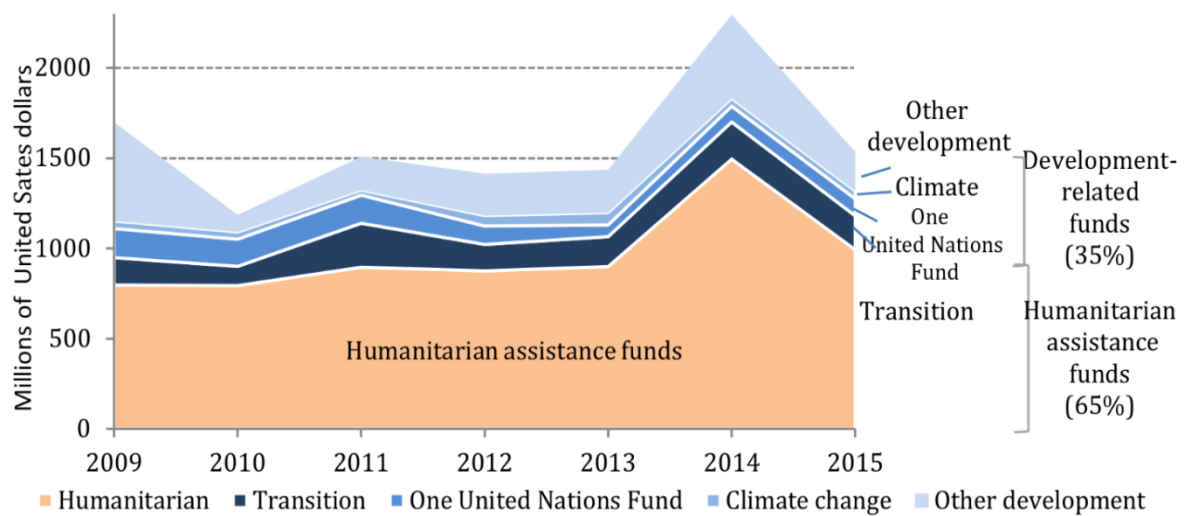 Millions of United Sates dollars
2000
1500
1000
500
0
2009
2010
2011
2012
2013
2014
2015
Humanitarian assistance funds
Other
development
Climate
One
United Nations
Fund
Transition
Development-
related
funds
(35%)
Humanitarian
assistance
funds
(65%)
Humanitarian
Transition
One United Nations Fund
Climate change
Other development